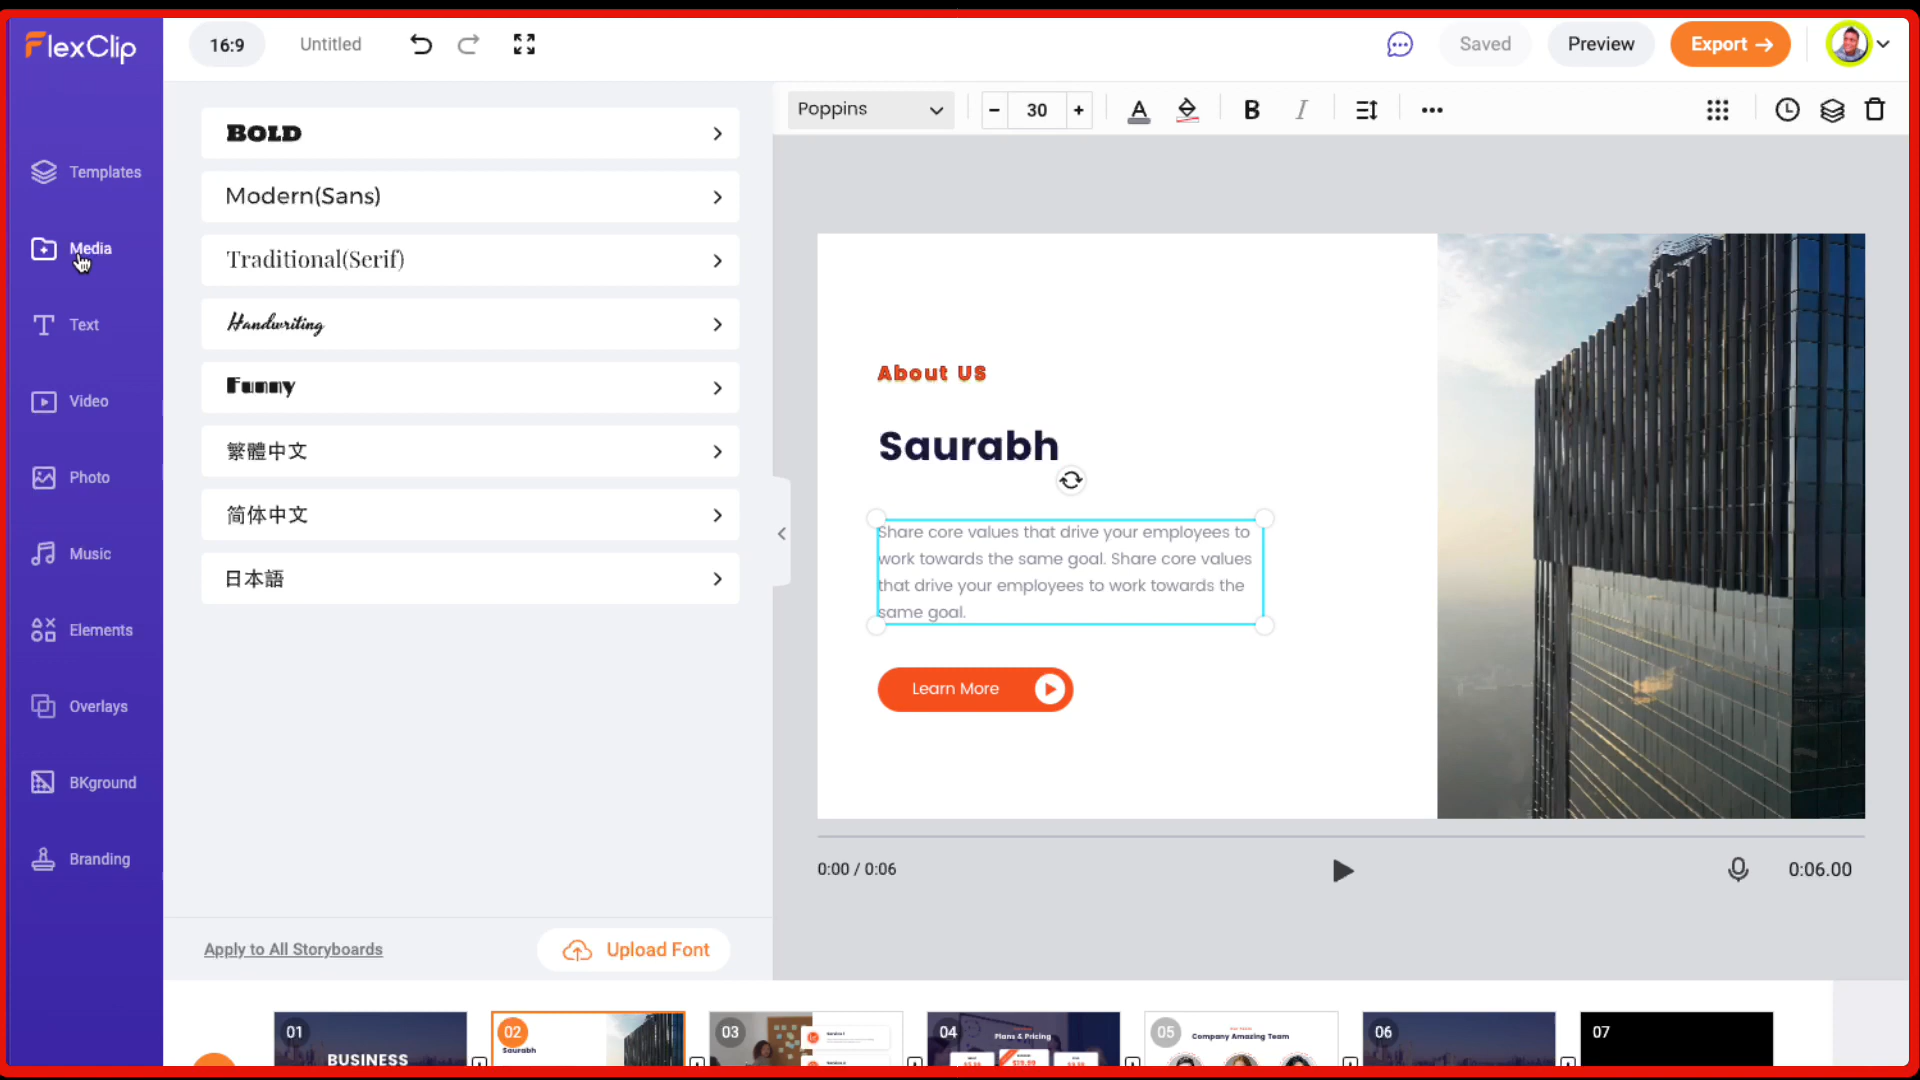 FlexClip
16:9
Untitled
Saved
Preview
Export
Templates
Media
Text
Video
Photo
Music
Elements
Overlays
BKground
Branding
BOLD
Modern(Sans)
Traditional(Serif)
Handwriting
Funny
繁體中文
简体中文
日本語
Apply to All Storyboards
Upload Font
Poppins
- 30 +
A
B
I
About US
Saurabh
Share core values that drive your employees to
work towards the same goal. Share core values
that drive your employees to work towards the
same goal.
Learn More
0:00 / 0:06
0:06.00
01
BUSINESS
02
Saurabh
03
04
Plans & Pricing
05
Company Amazing Team
06
07